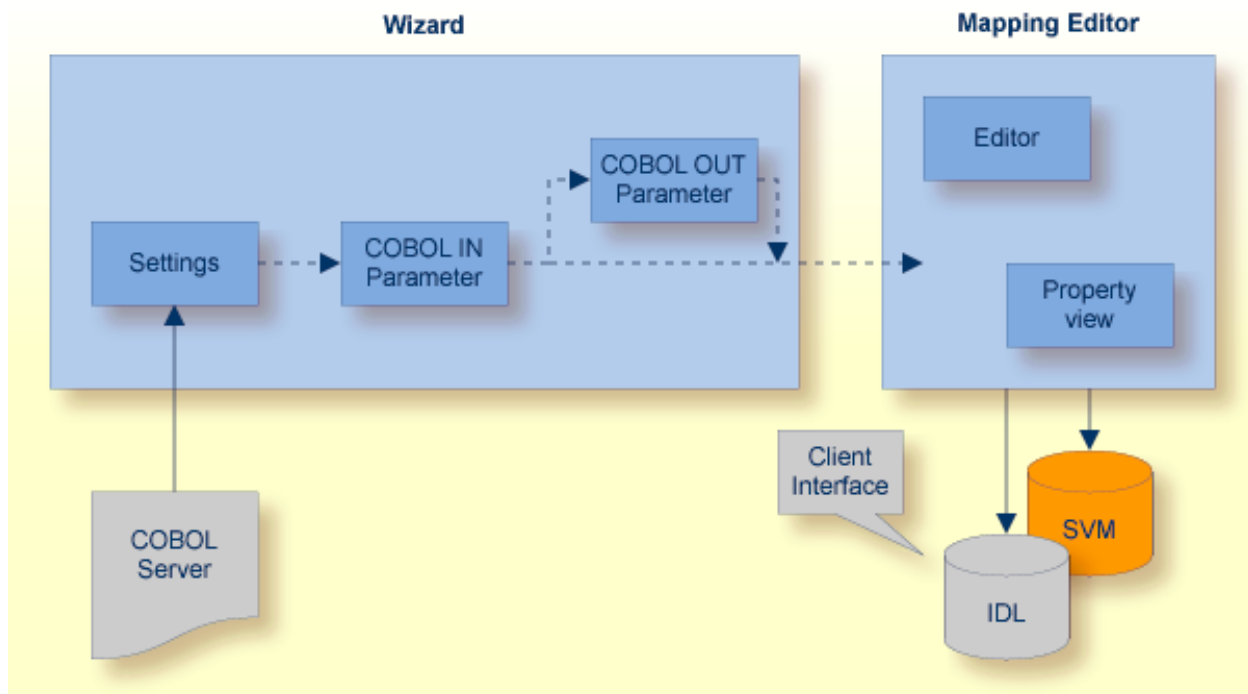 Wizard
Mapping Editor
Editor
COBOL OUT
Parameter
Settings
COBOL IN
Parameter
Property
view
Client
Interface
COBOL
Server
SVM
IDL